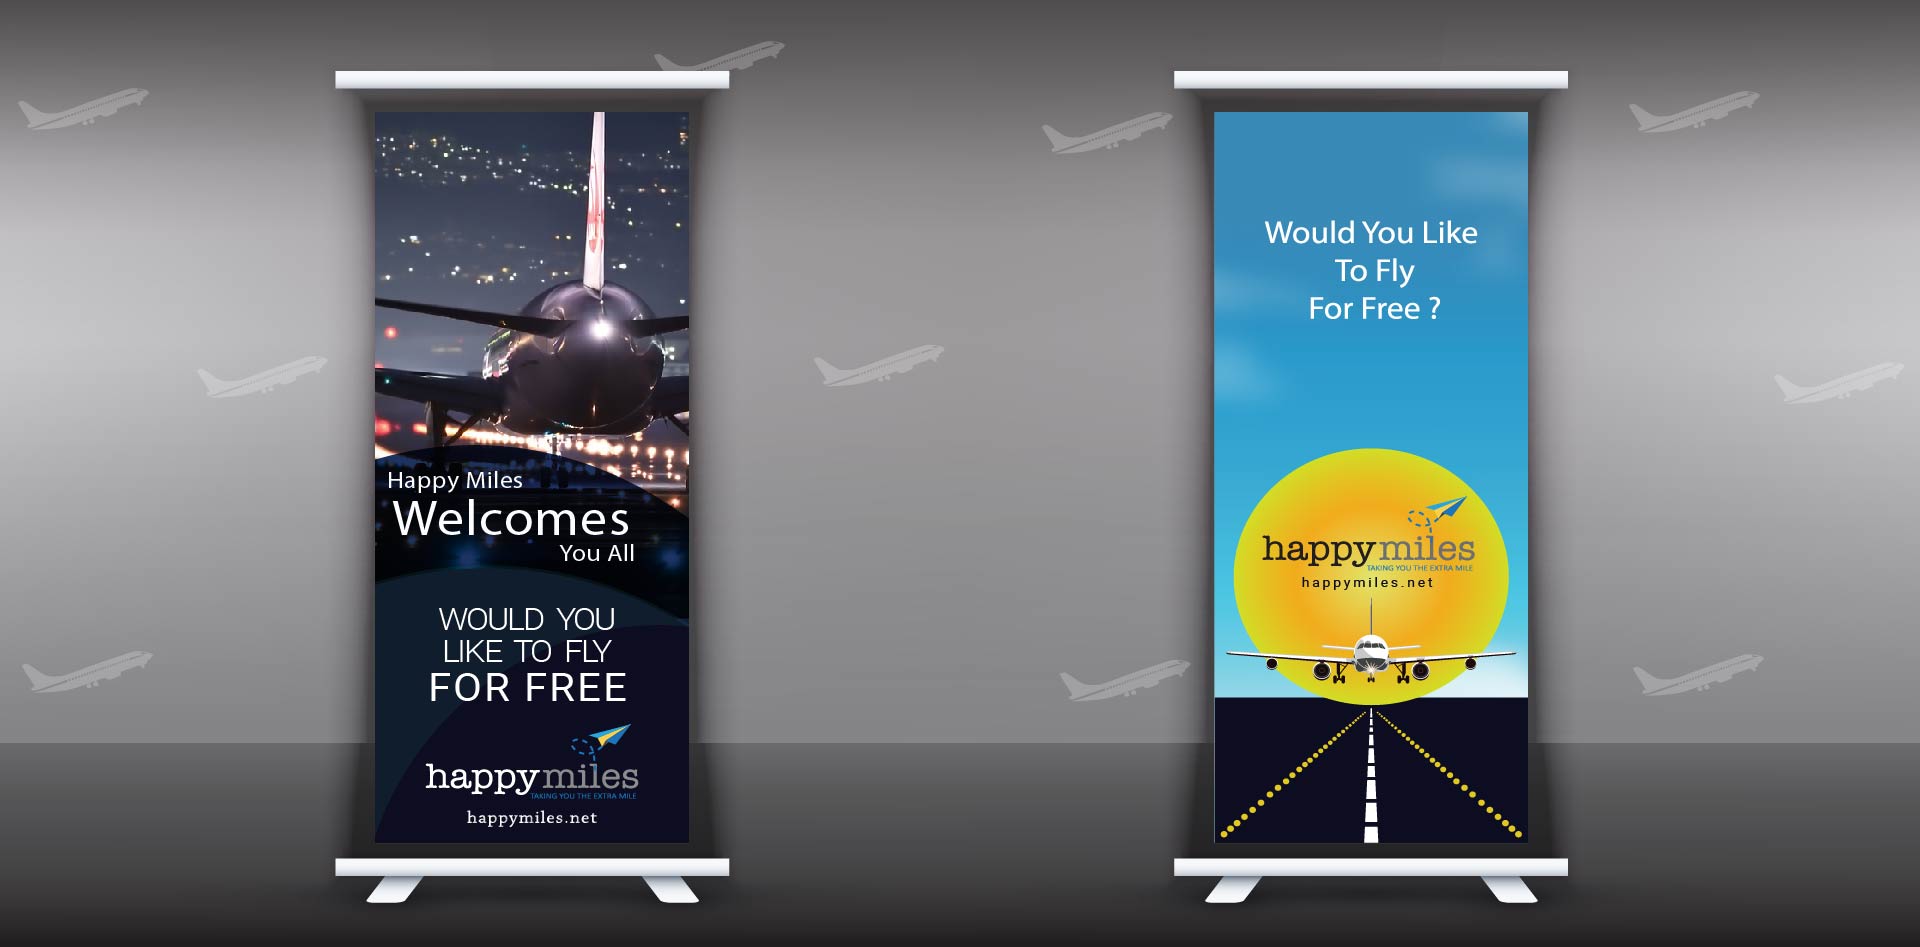 Happy Miles
Welcomes
You All
WOULD YOU
LIKE TO FLY
FOR FREE
happymiles
TAKING YOU THE EXTRA MILE
happymiles.net
Would You Like
To Fly
For Free ?
happymiles
TAKING YOU THE EXTRA MILE
happymiles.net